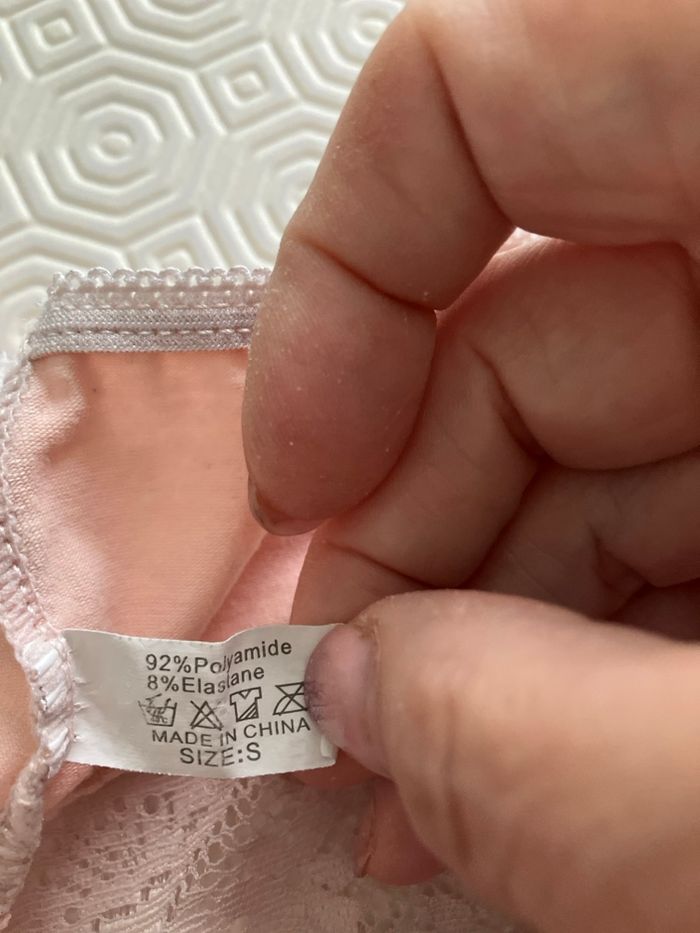 92%Polyamide
8%Elastane
MADE IN CHINA
SIZE:S